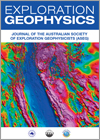 EXPLORATION
GEOPHYSICS
JOURNAL OF THE AUSTRALIAN SOCIETY
OF EXPLORATION GEOPHYSICISTS (ASEG)